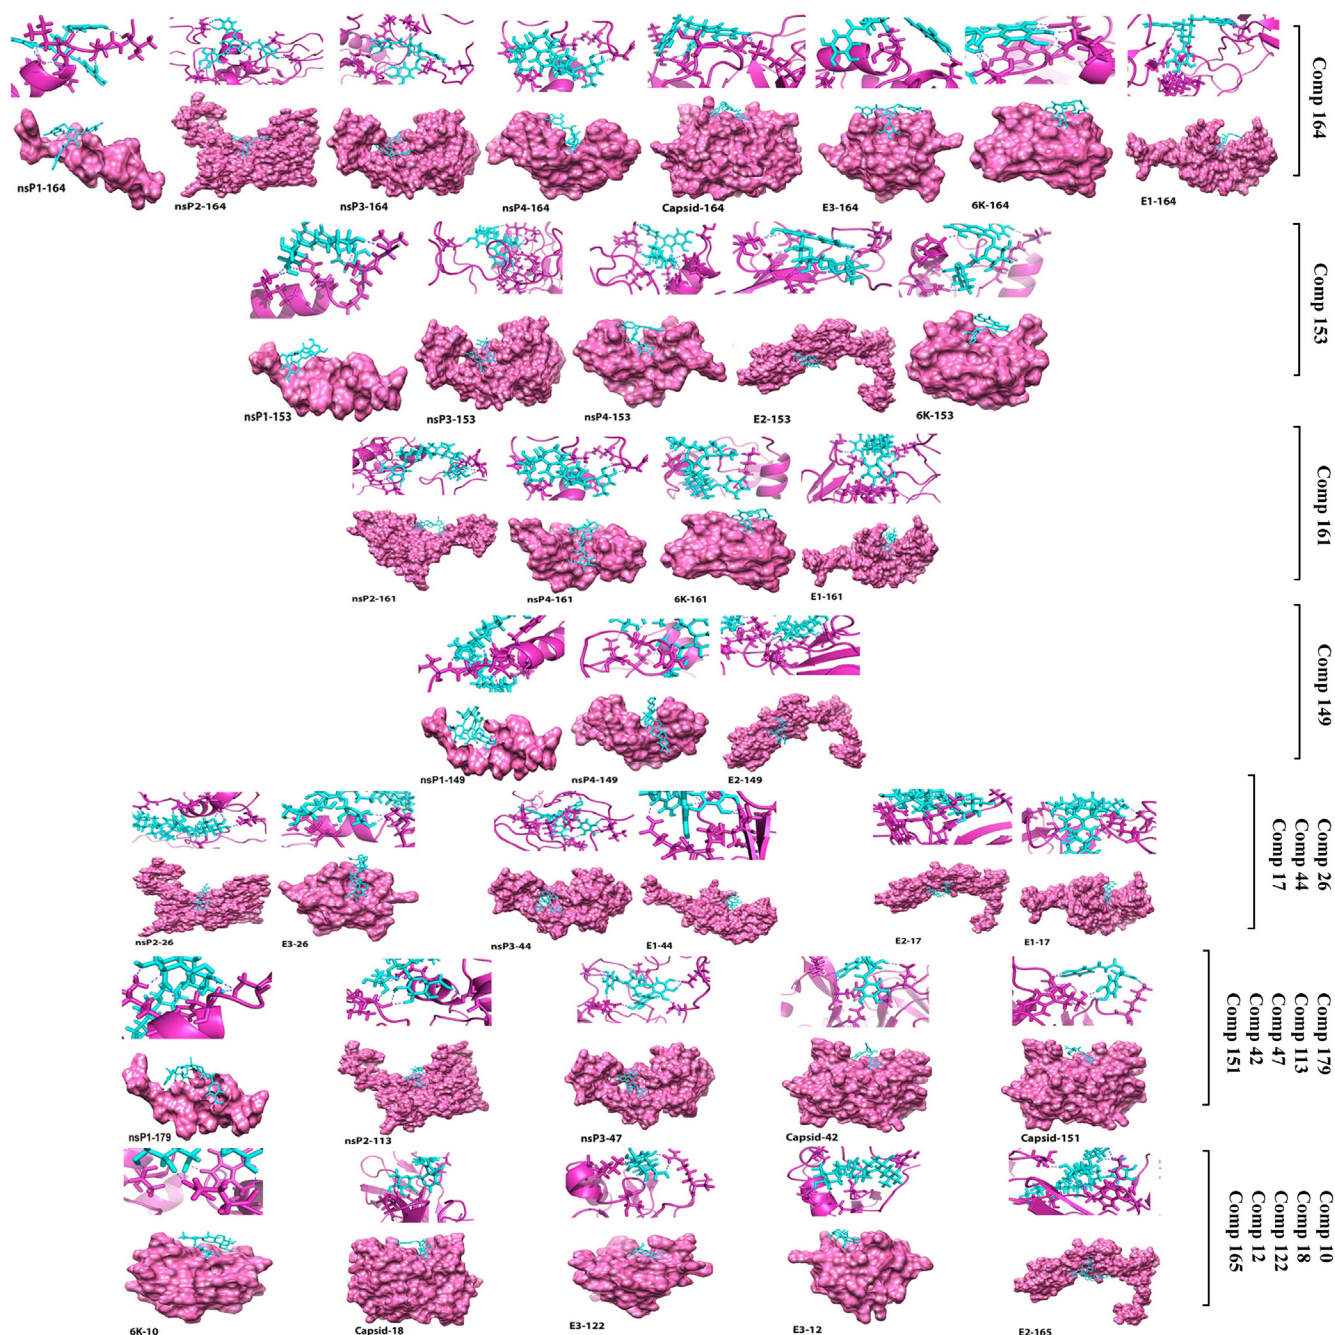 Comp 164
nsP1-164
nsP2-164
nsP3-164
nsP4-164
Capsid-164
E3-164
6K-164
E1-164
Comp 153
nsP1-153
nsP3-153
nsP4-153
E2-153
6K-153
Comp 161
nsP2-161
nsP4-161
6K-161
E1-161
Comp 149
nsP1-149
nsP4-149
E2-149
Comp 26
Comp 44
Comp 17
nsP2-26
E3-26
nsP3-44
E1-44
E2-17
E1-17
Comp 179
Comp 113
Comp 47
Comp 42
Comp 151
nsP1-179
nsP2-113
nsP3-47
Capsid-42
Capsid-151
Comp 10
Comp 18
Comp 122
Comp 12
Comp 165
6K-10
Capsid-18
E3-122
E3-12
E2-165